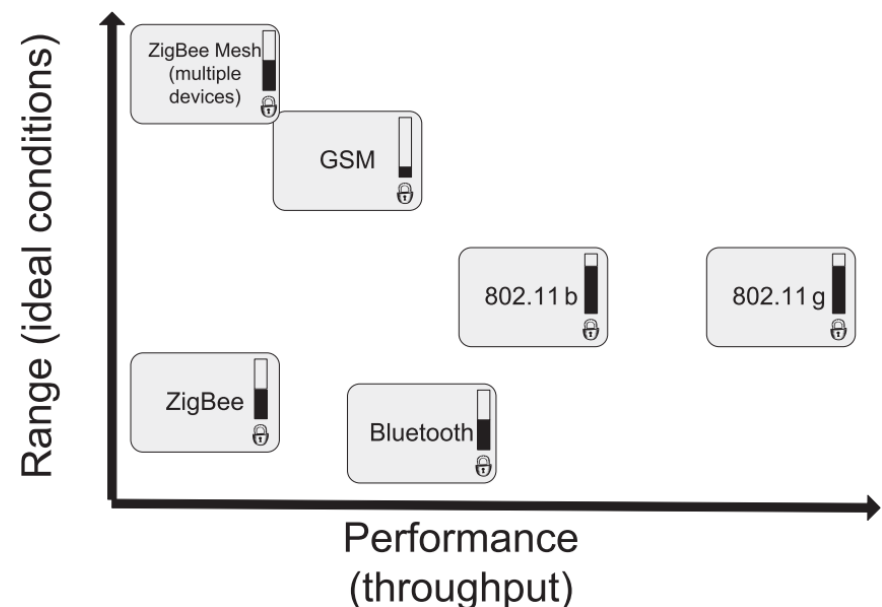 Range (ideal conditions)
ZigBee Mesh
(multiple
devices)
GSM
802.11 b
802.11 g
ZigBee
Bluetooth
Performance
(throughput)